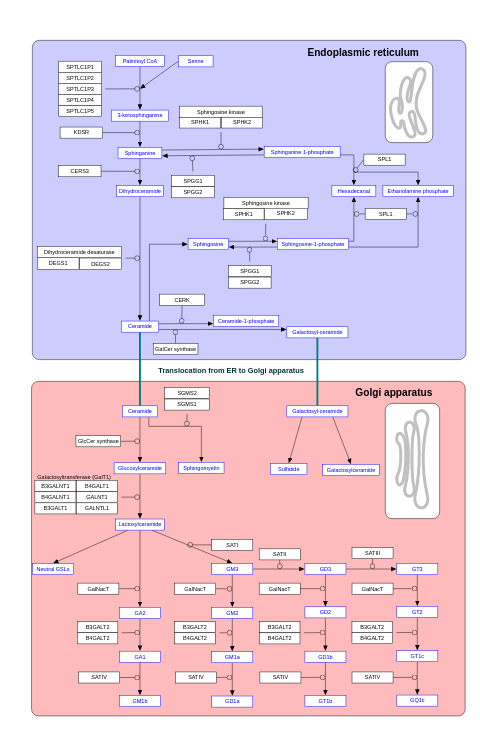 Endoplasmic reticulum
Palmitoyl CoA
Serine
SPTLC1P1
SPTLC1P2
SPTLC1P3
SPTLC1P4
SPTLC1P5
3-ketosphinganine
Sphingosine kinase
SPHK1
SPHK2
KDSR
Sphinganine
Sphinganine 1-phosphate
SPL1
CERS3
SPGG1
SPGG2
Dihydroceramide
Hexadecanal
Ethanolamine phosphate
Sphingosine kinase
SPHK1
SPHK2
SPL1
Sphingosine
Sphingosine-1-phosphate
Dihydroceramide desaturase
DEGS1
DEGS2
SPGG1
SPGG2
CERK
Ceramide
Ceramide-1-phosphate
Galactosyl-ceramide
GalCer synthase
Translocation from ER to Golgi apparatus
Golgi apparatus
SGMS2
SGMS1
Ceramide
Galactosyl-ceramide
GlcCer synthase
Glucosylceramide
Sphingomyelin
Sulfatide
Galactosylceramide
Galactosyltransferase (GalT1)
B3GALNT1
B4GALT1
B4GALNT1
GALNT1
B3GALT1
GALNTL1
Lactosylceramide
SATI
SATII
SATIII
Neutral GSLs
GM3
GD3
GT3
GalNacT
GalNacT
GalNacT
GalNacT
GA2
GM2
GD2
GT2
B3GALT2
B4GALT2
B3GALT2
B4GALT2
B3GALT2
B4GALT2
B3GALT2
B4GALT2
GA1
GM1a
GD1b
GT1c
SATIV
SATIV
SATIV
SATIV
GM1b
GD1a
GT1b
GQ1c